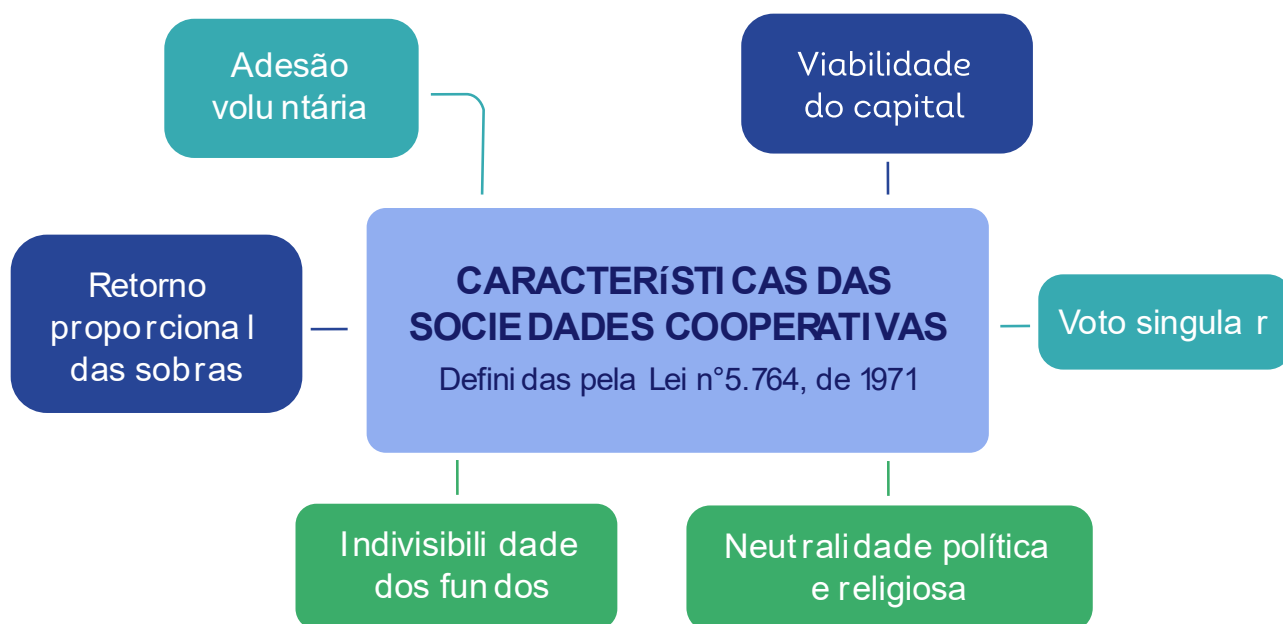 Adesão
voluntária
Viabilidade
do capital
Retorno
proporcional
das sobras
CARACTERíSTICAS DAS
SOCIEDADES COOPERATIVAS
Definidas pela Lei n°5.764, de 1971
Voto singular
Indivisibilidade
dos fundos
Neutralidade política
e religiosa